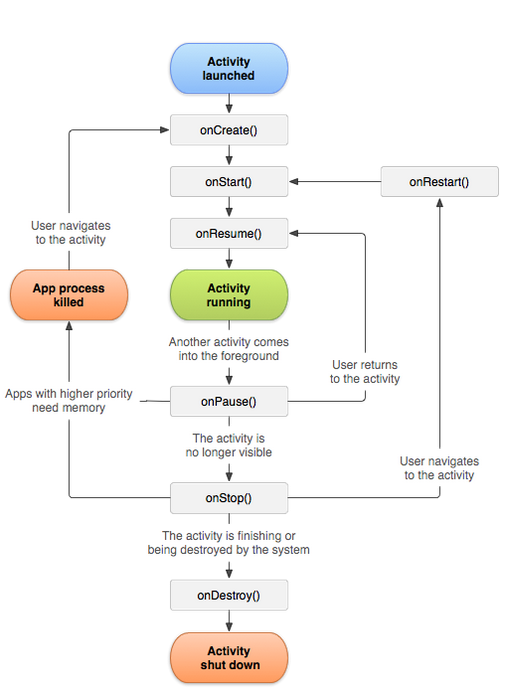 Activity
launched
onCreate()
onStart()
onRestart()
User navigates
to the activity
onResume()
App process
killed
Activity
running
Another activity comes
into the foreground
User returns
to the activity
Apps with higher priority
need memory
onPause()
The activity is
no longer visible
User navigates
to the activity
onStop()
The activity is finishing or
being destroyed by the system
onDestroy()
Activity
shut down